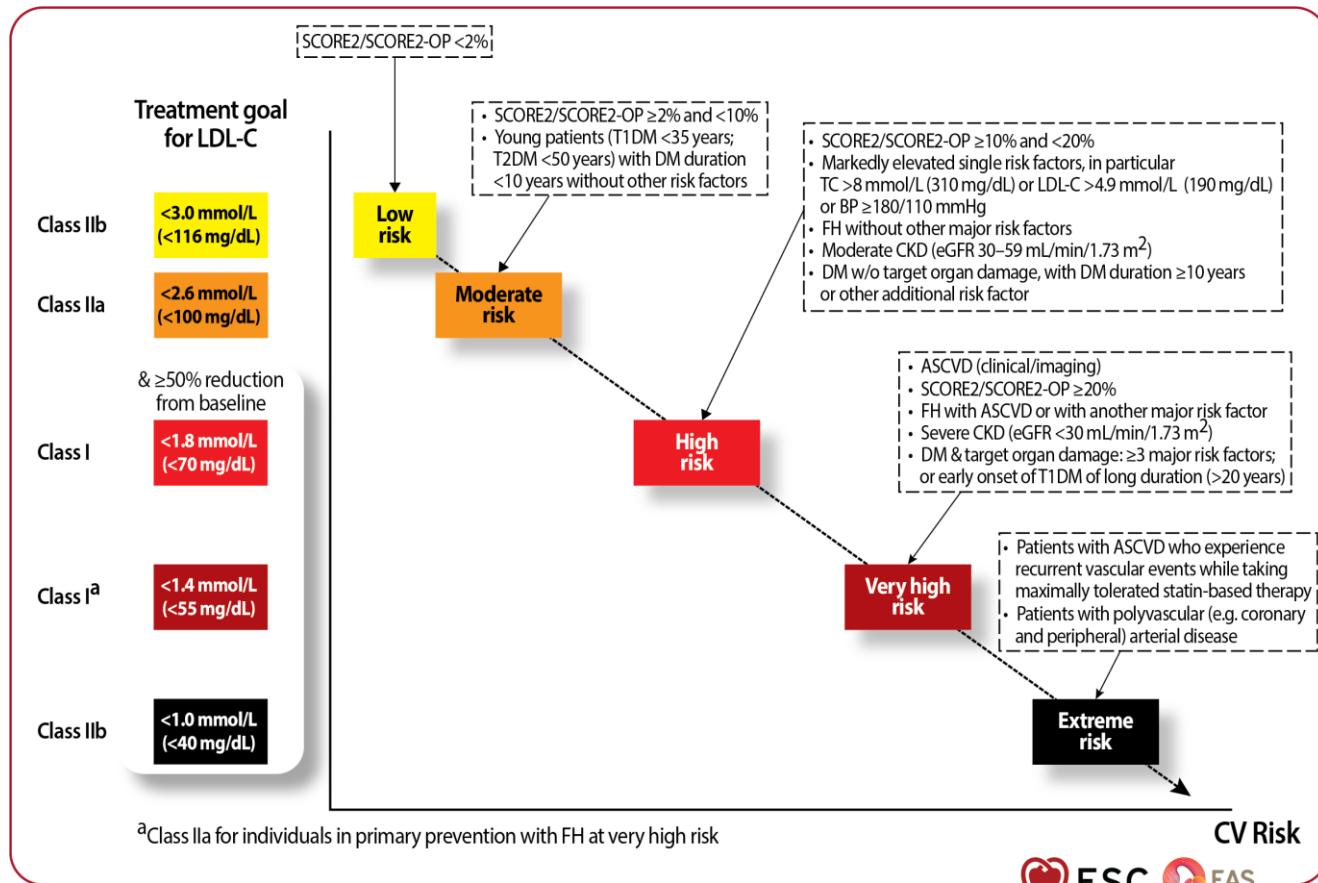 SCORE2/SCORE2-OP <2%
Treatment goal
for LDL-C
• SCORE2/SCORE2-OP ≥2% and <10%
• Young patients (T1DM <35 years;
T2DM <50 years) with DM duration
<10 years without other risk factors
• SCORE2/SCORE2-OP ≥10% and <20%
• Markedly elevated single risk factors, in particular
TC >8 mmol/L (310 mg/dL) or LDL-C >4.9 mmol/L (190 mg/dL)
or BP ≥180/110 mmHg
• FH without other major risk factors
• Moderate CKD (eGFR 30–59 mL/min/1.73 m²)
• DM w/o target organ damage, with DM duration ≥10 years
or other additional risk factor
Class IIb
<3.0 mmol/L
(<116 mg/dL)
Low
risk
Class IIa
<2.6 mmol/L
(<100 mg/dL)
Moderate
risk
& ≥50% reduction
from baseline
Class I
<1.8 mmol/L
(<70 mg/dL)
High
risk
• ASCVD (clinical/imaging)
• SCORE2/SCORE2-OP ≥20%
• FH with ASCVD or with another major risk factor
• Severe CKD (eGFR <30 mL/min/1.73 m²)
• DM & target organ damage: ≥3 major risk factors;
or early onset of T1DM of long duration (>20 years)
Class Iᵃ
<1.4 mmol/L
(<55 mg/dL)
Very high
risk
• Patients with ASCVD who experience
recurrent vascular events while taking
maximally tolerated statin-based therapy
• Patients with polyvascular (e.g. coronary
and peripheral) arterial disease
Class IIb
<1.0 mmol/L
(<40 mg/dL)
Extreme
risk
ᵃClass IIa for individuals in primary prevention with FH at very high risk
CV Risk
ESC EAS